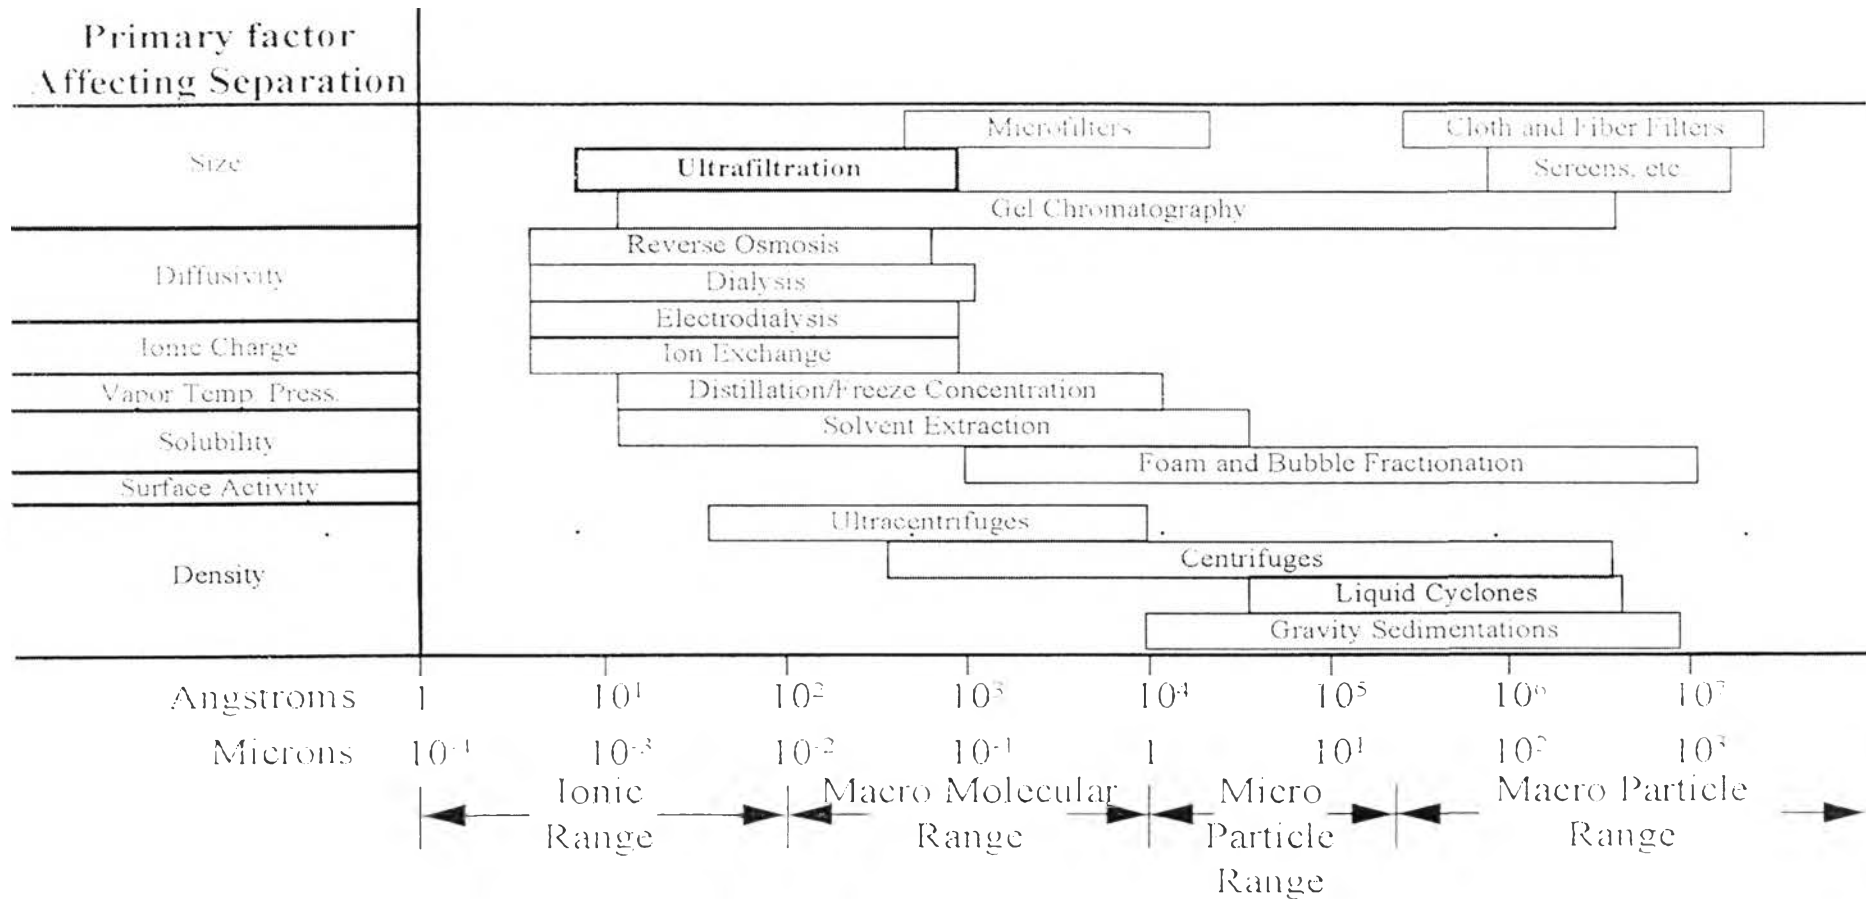 Primary factor
Affecting Separation
Microfilters
Cloth and Fiber Filters
Size
Ultrafiltration
Screens, etc
Gel Chromatography
Reverse Osmosis
Diffusivity
Dialysis
Electrodialysis
Ionic Charge
Ion Exchange
Vapor Temp. Press.
Distillation/Freeze Concentration
Solubility
Solvent Extraction
Foam and Bubble Fractionation
Surface Activity
Ultracentrifuges
Centrifuges
Density
Liquid Cyclones
Gravity Sedimentations
Angstroms 1 10¹ 10² 10³ 10⁴ 10⁵ 10⁶ 10⁷
Microns 10⁻⁴ 10⁻³ 10⁻² 10⁻¹ 1 10¹ 10² 10³
Ionic
Range
Macro Molecular
Range
Micro
Particle
Range
Macro Particle
Range